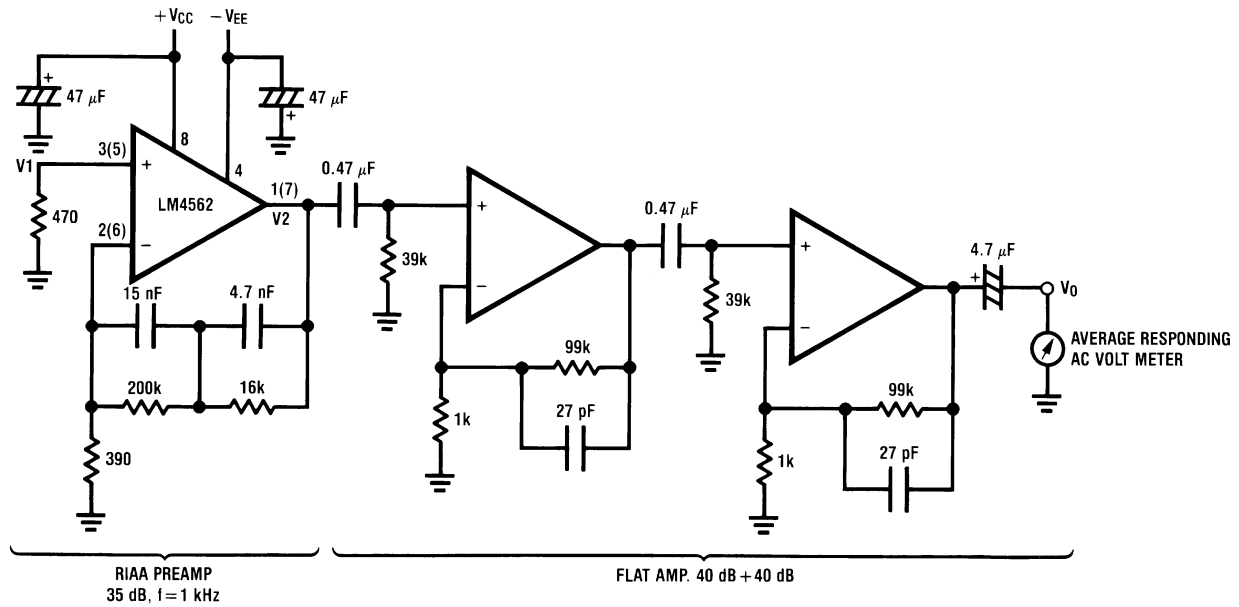 +VCC
−VEE
+
47 μF
47 μF
+
8
3(5)
V1
+
4
0.47 μF
1(7)
LM4562
V2
470
2(6)
−
+
0.47 μF
39k
+
4.7 μF
+
15 nF
4.7 nF
−
39k
VO
−
AVERAGE RESPONDING
AC VOLT METER
99k
200k
16k
99k
1k
27 pF
390
1k
27 pF
RIAA PREAMP
35 dB, f=1 kHz
FLAT AMP. 40 dB+40 dB